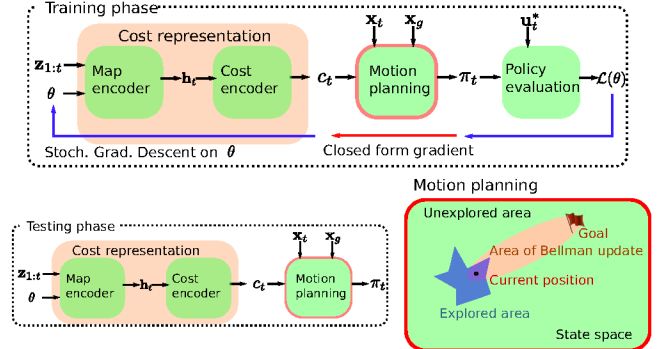 Training phase
Cost representation
z1:t
θ
Map encoder
ht
Cost encoder
ct
xt
xg
Motion planning
πt
u*t
Policy evaluation
ℒ(θ)
Stoch. Grad. Descent on θ
Closed form gradient
Testing phase
Cost representation
z1:t
θ
Map encoder
ht
Cost encoder
ct
xt
xg
Motion planning
πt
Motion planning
Unexplored area
Goal
Area of Bellman update
Current position
Explored area
State space